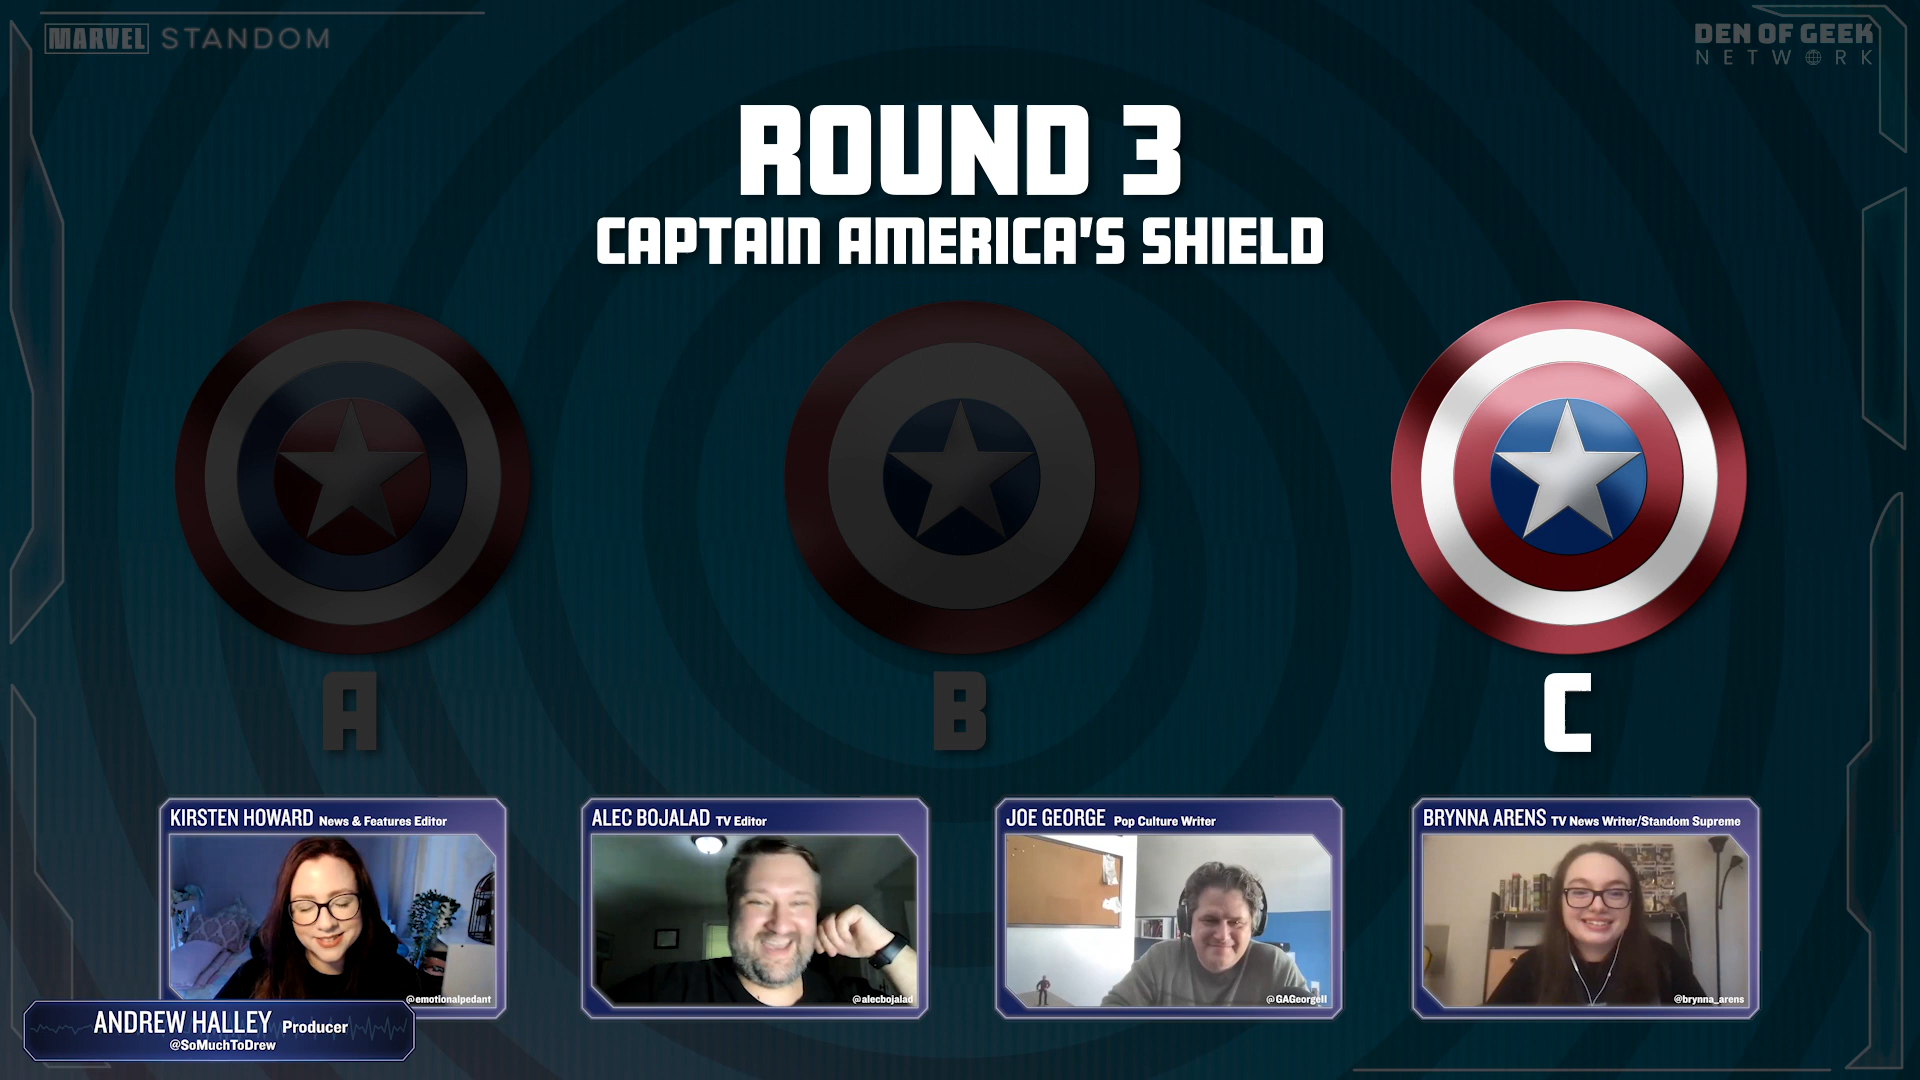 MARVEL STANDOM
DEN OF GEEK
NETWORK
ROUND 3
CAPTAIN AMERICA'S SHIELD
A
B
C
KIRSTEN HOWARD News & Features Editor
@emotionalpedant
ALEC BOJALAD TV Editor
@alecbojalad
JOE GEORGE Pop Culture Writer
@GAGeorgeII
BRYNNA ARENS TV News Writer/Standom Supreme
@brynna_arens
ANDREW HALLEY Producer
@SoMuchToDrew